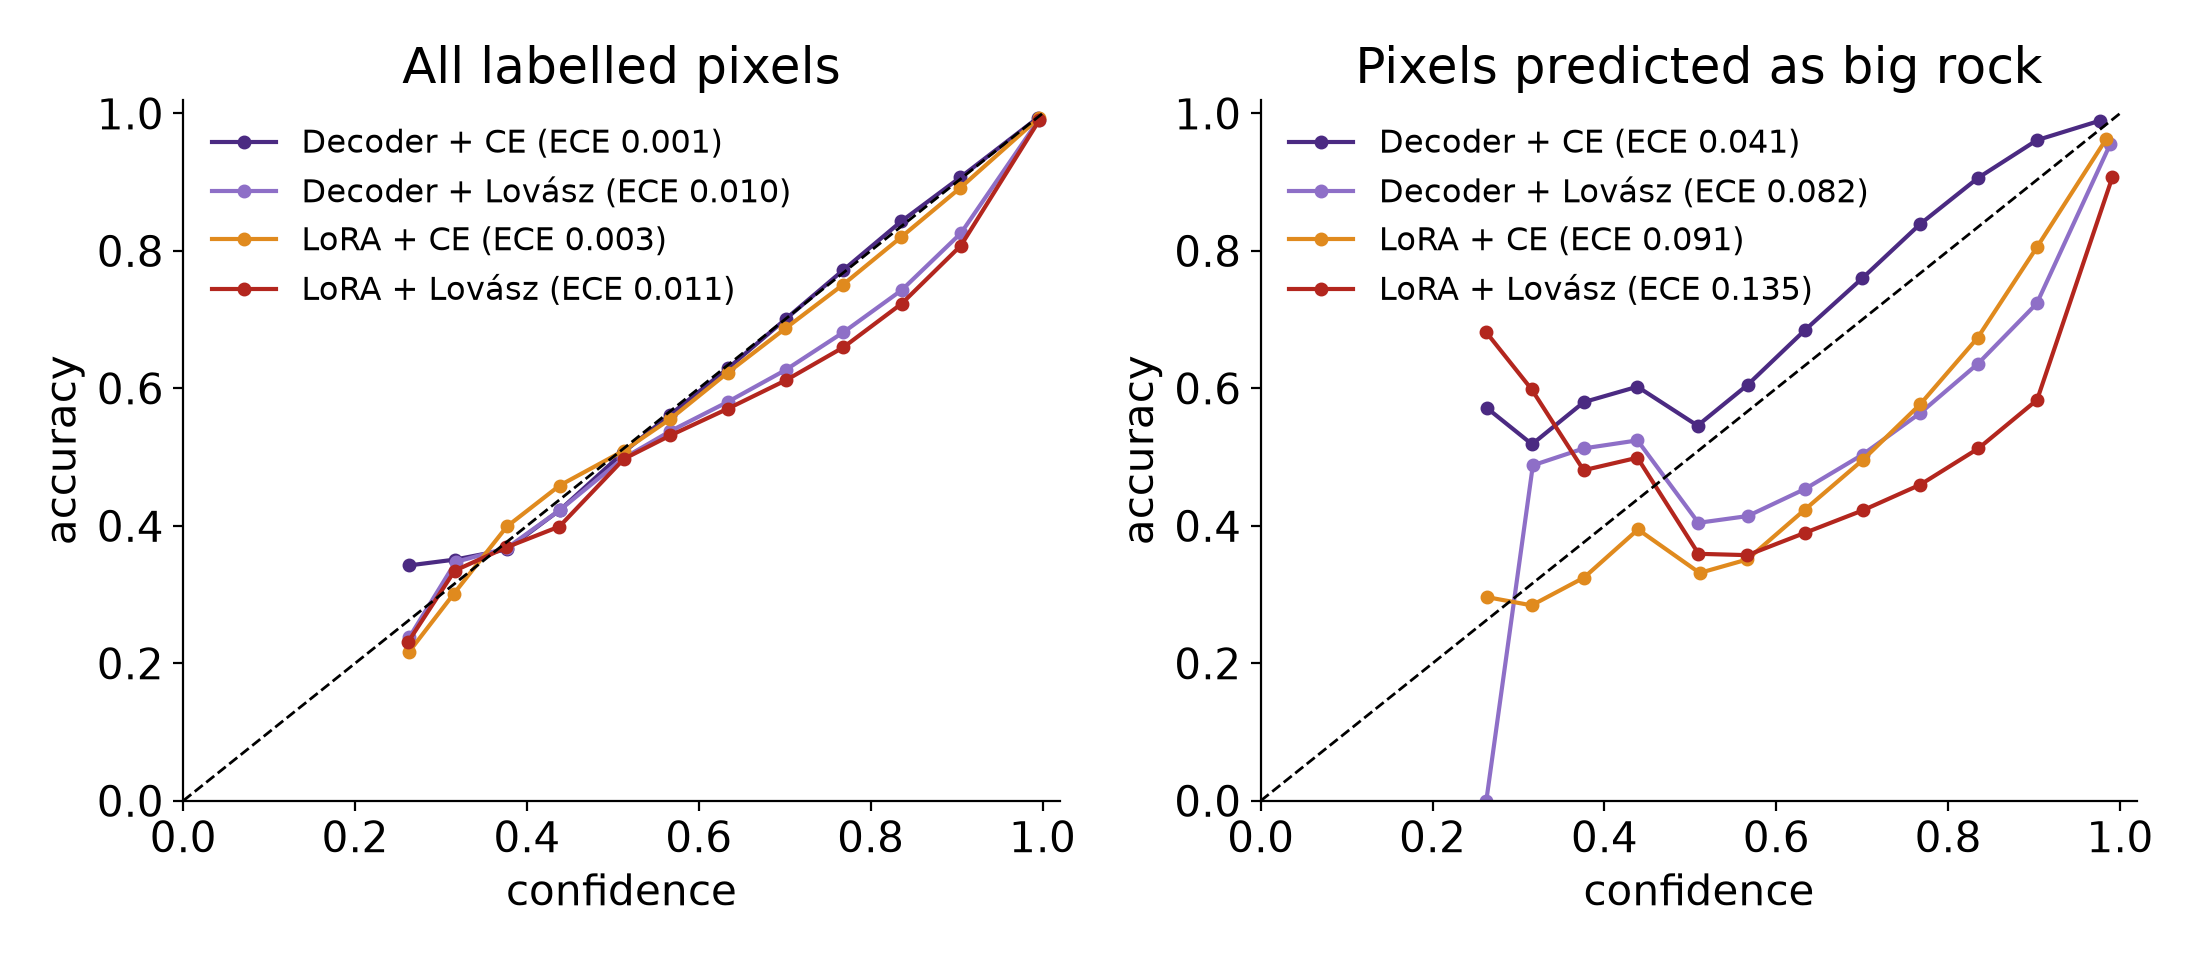 All labelled pixels
1.0
0.8
0.6
0.4
0.2
0.0
accuracy
Decoder + CE (ECE 0.001)
Decoder + Lovász (ECE 0.010)
LoRA + CE (ECE 0.003)
LoRA + Lovász (ECE 0.011)
0.0 0.2 0.4 0.6 0.8 1.0
confidence
Pixels predicted as big rock
1.0
0.8
0.6
0.4
0.2
0.0
accuracy
Decoder + CE (ECE 0.041)
Decoder + Lovász (ECE 0.082)
LoRA + CE (ECE 0.091)
LoRA + Lovász (ECE 0.135)
0.0 0.2 0.4 0.6 0.8 1.0
confidence